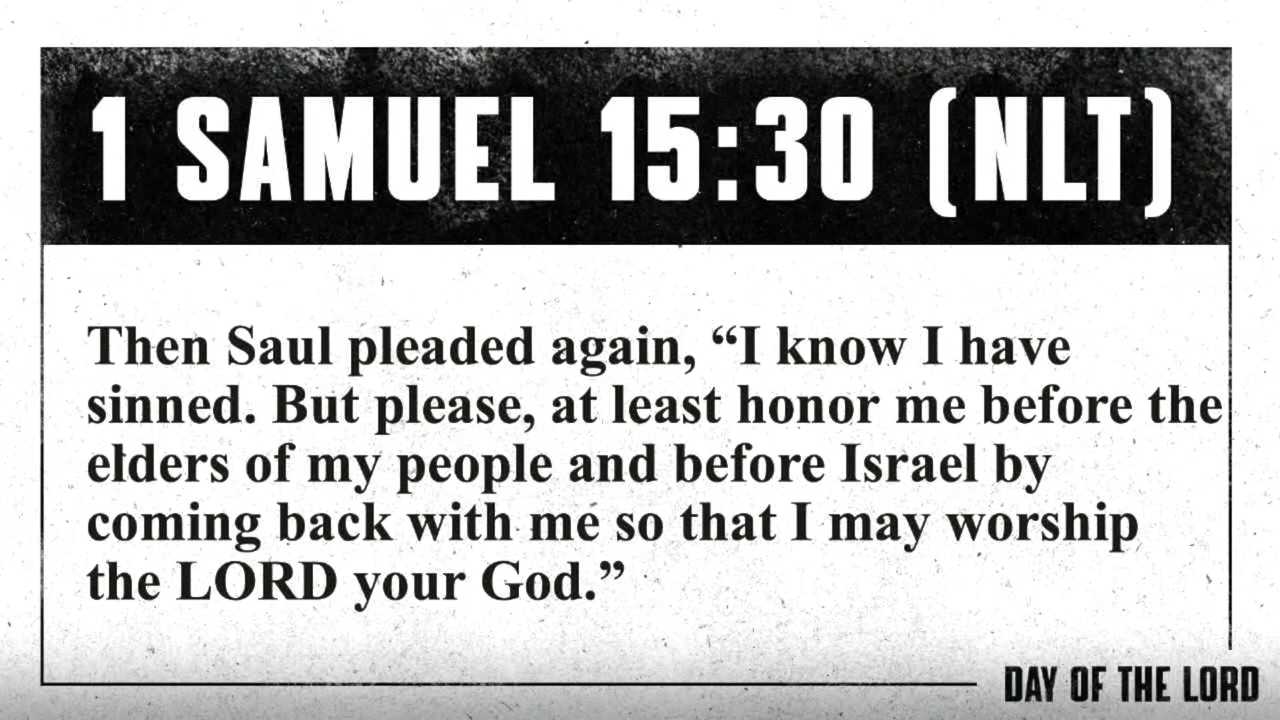 1 SAMUEL 15:30 (NLT)
Then Saul pleaded again, “I know I have
sinned. But please, at least honor me before the
elders of my people and before Israel by
coming back with me so that I may worship
the LORD your God.”
DAY OF THE LORD